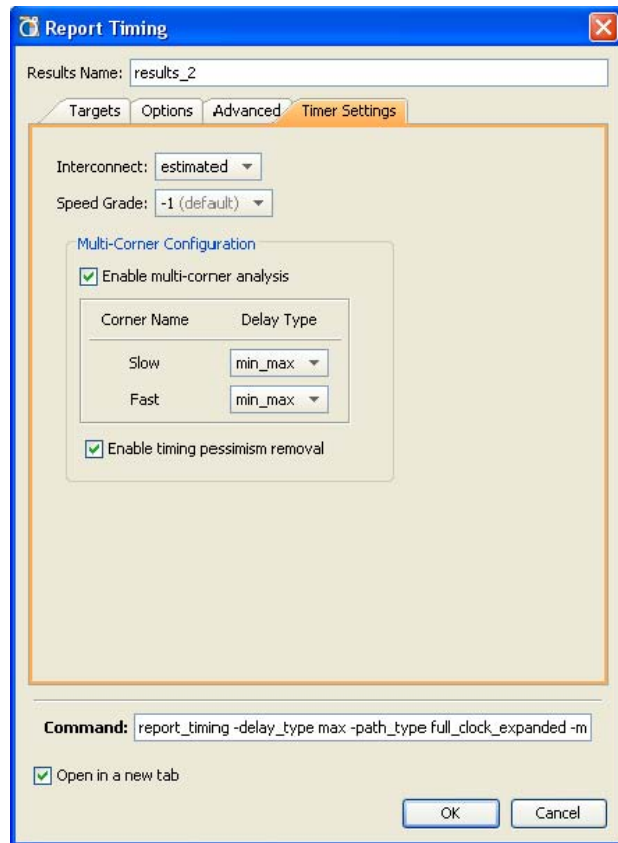 Report Timing
Results Name: results_2
Targets Options Advanced Timer Settings
Interconnect: estimated
Speed Grade: -1 (default)
Multi-Corner Configuration
Enable multi-corner analysis
Corner Name Delay Type
Slow min_max
Fast min_max
Enable timing pessimism removal
Command: report_timing -delay_type max -path_type full_clock_expanded -m
Open in a new tab
OK Cancel